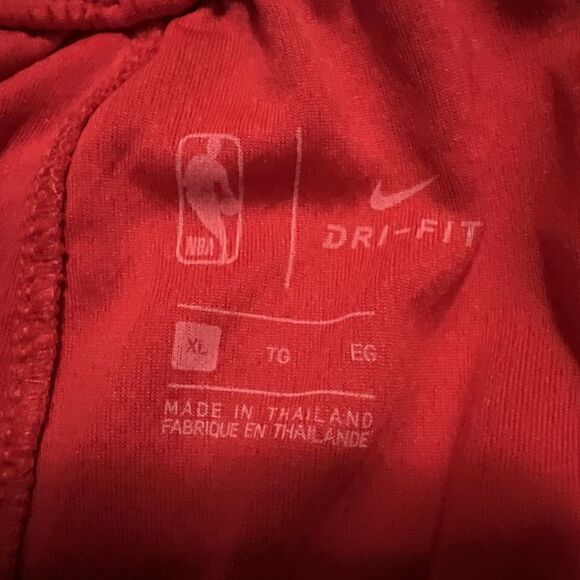 NBA
DRI-FIT
XL TG EG
MADE IN THAILAND
FABRIQUE EN THAILANDE